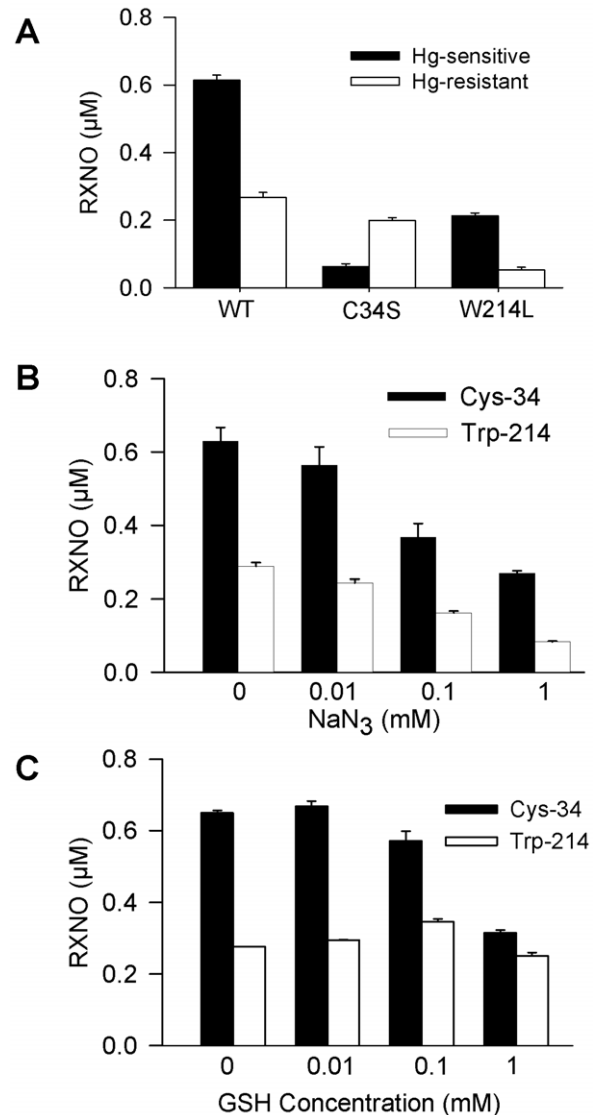 A
Hg-sensitive
Hg-resistant
RXNO (µM)
0.8
0.6
0.4
0.2
0.0
WT C34S W214L
B
Cys-34
Trp-214
RXNO (µM)
0.8
0.6
0.4
0.2
0.0
0 0.01 0.1 1
NaN3 (mM)
C
Cys-34
Trp-214
RXNO (µM)
0.8
0.6
0.4
0.2
0.0
0 0.01 0.1 1
GSH Concentration (mM)